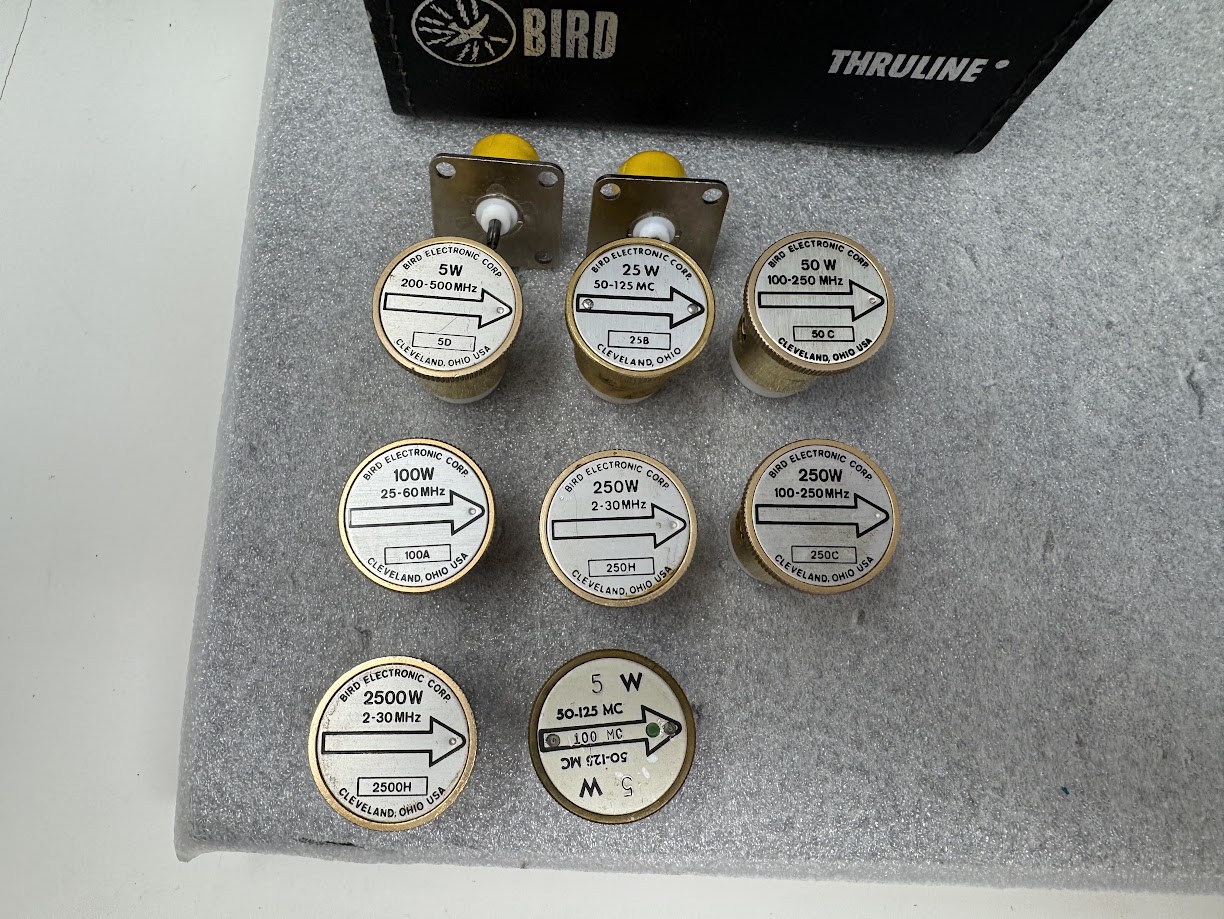 BIRD
THRULINE
BIRD ELECTRONIC CORP.
5W
200-500MHz
5D
CLEVELAND, OHIO USA
BIRD ELECTRONIC CORP.
25 W
50-125 MC
25B
CLEVELAND, OHIO
BIRD ELECTRONIC CORP.
50 W
100-250 MHz
50 C
CLEVELAND, OHIO USA
BIRD ELECTRONIC CORP.
100W
25-60MHz
100A
CLEVELAND, OHIO USA
BIRD ELECTRONIC CORP.
250W
2-30MHz
250H
CLEVELAND, OHIO USA
BIRD ELECTRONIC CORP.
250W
100-250MHz
250C
CLEVELAND, OHIO USA
BIRD ELECTRONIC CORP.
2500W
2-30MHz
2500H
CLEVELAND, OHIO USA
5 W
50-125 MC
100 MC
50-125 MC
5 W